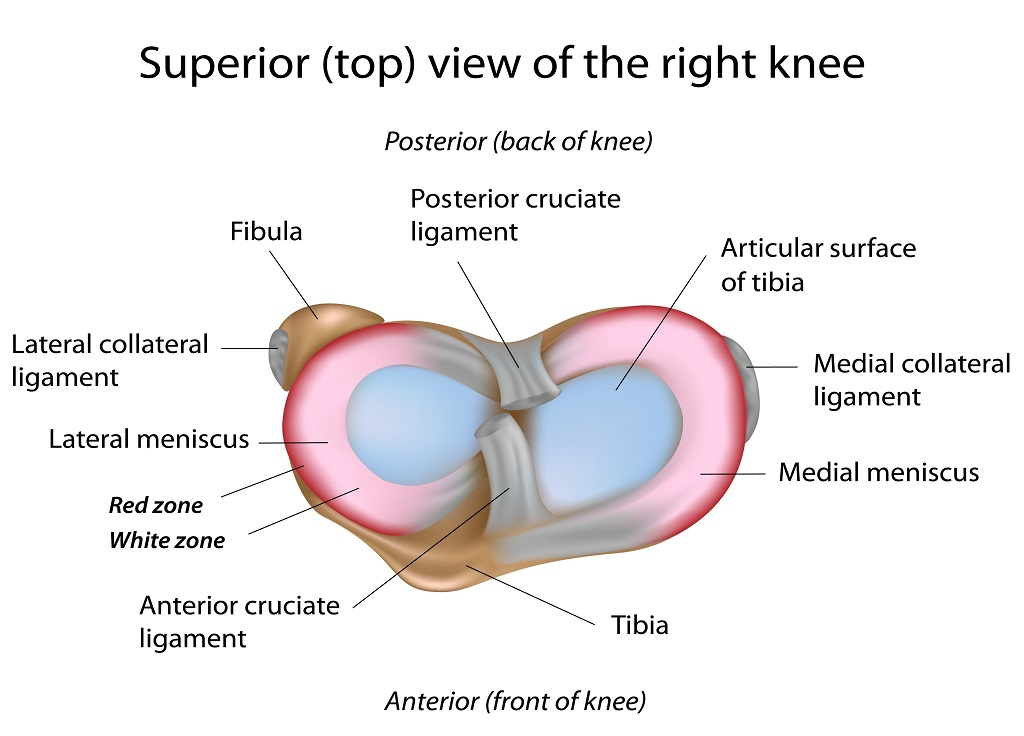 Superior (top) view of the right knee
Posterior (back of knee)
Posterior cruciate
ligament
Fibula
Articular surface
of tibia
Lateral collateral
ligament
Medial collateral
ligament
Lateral meniscus
Medial meniscus
Red zone
White zone
Anterior cruciate
ligament
Tibia
Anterior (front of knee)